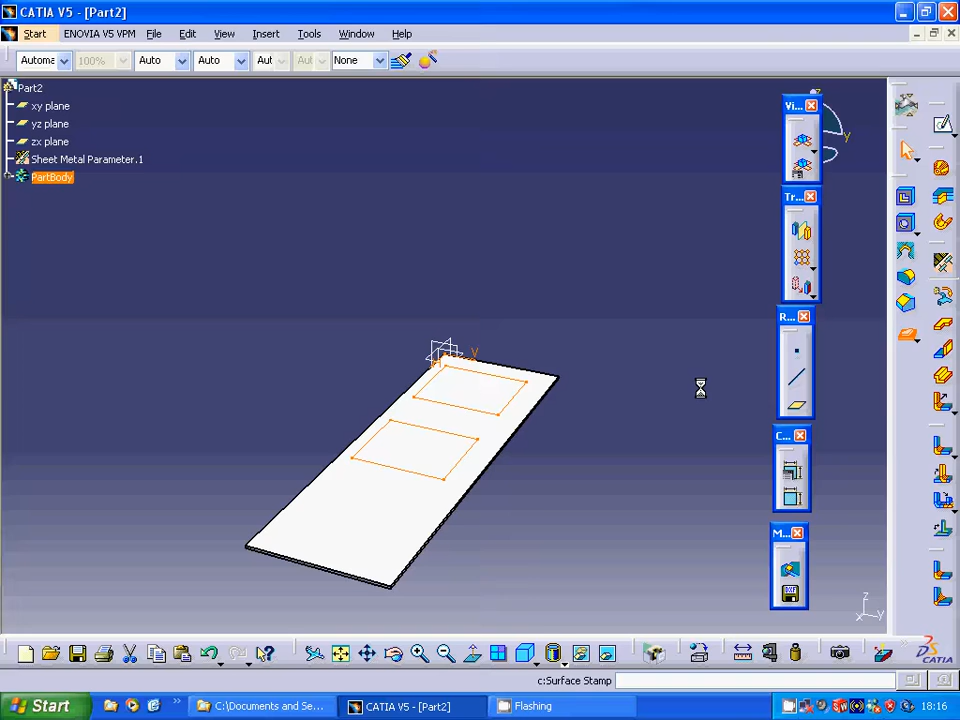 CATIA V5 - [Part2]
Start ENOVIA V5 VPM File Edit View Insert Tools Window Help
Automa 100% Auto Auto Aut Aut None
Part2
xy plane
yz plane
zx plane
Sheet Metal Parameter.1
PartBody
Vi...
z
y
Tr...
R...
y
C...
M...
DXF
z
x y
CATIA
c:Surface Stamp
Start C:\Documents and Se... CATIA V5 - [Part2] Flashing 18:16